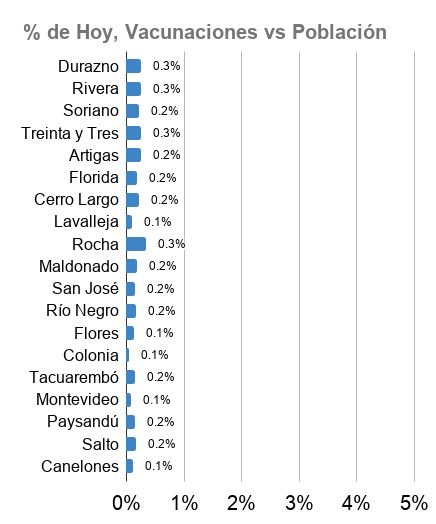 % de Hoy, Vacunaciones vs Población
Durazno 0.3%
Rivera 0.3%
Soriano 0.2%
Treinta y Tres 0.3%
Artigas 0.2%
Florida 0.2%
Cerro Largo 0.2%
Lavalleja 0.1%
Rocha 0.3%
Maldonado 0.2%
San José 0.2%
Río Negro 0.2%
Flores 0.1%
Colonia 0.1%
Tacuarembó 0.2%
Montevideo 0.1%
Paysandú 0.2%
Salto 0.2%
Canelones 0.1%
0% 1% 2% 3% 4% 5%